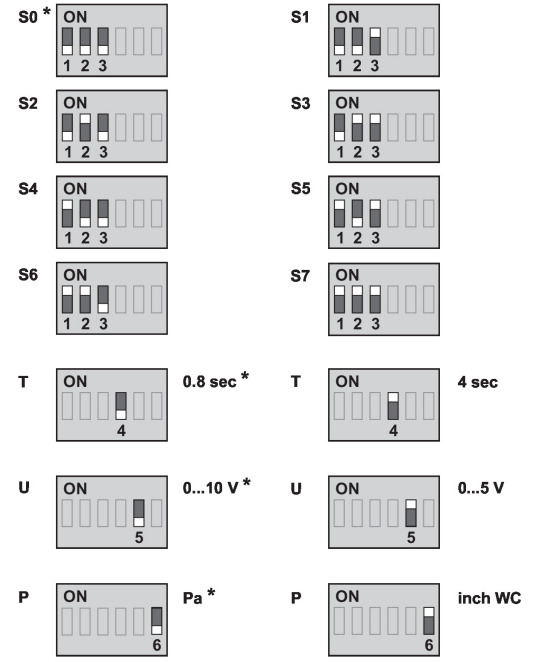 S0 * ON S1 ON
1 2 3 1 2 3
S2 ON S3 ON
1 2 3 1 2 3
S4 ON S5 ON
1 2 3 1 2 3
S6 ON S7 ON
1 2 3 1 2 3
T ON 0.8 sec * T ON 4 sec
4 4
U ON 0...10 V * U ON 0...5 V
5 5
P ON Pa * P ON inch WC
6 6